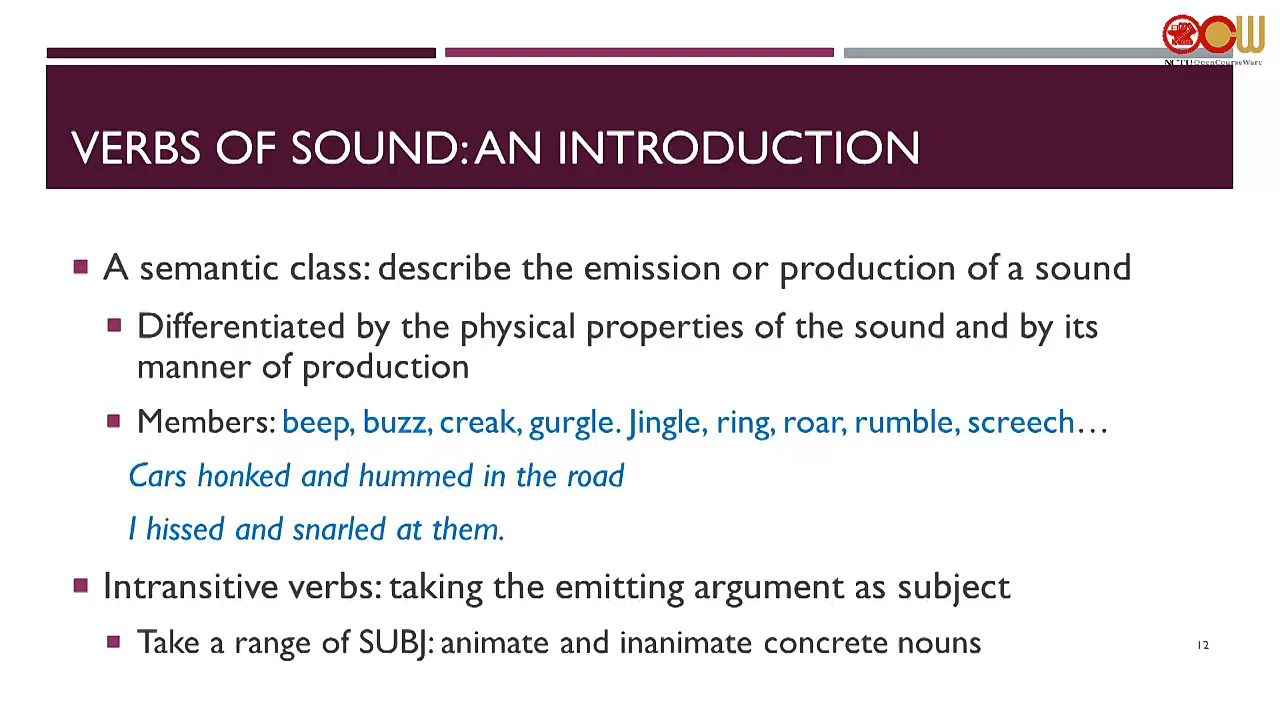 OCW
NCTU OpenCourseWare
VERBS OF SOUND: AN INTRODUCTION
A semantic class: describe the emission or production of a sound
Differentiated by the physical properties of the sound and by its
manner of production
Members: beep, buzz, creak, gurgle. Jingle, ring, roar, rumble, screech…
Cars honked and hummed in the road
I hissed and snarled at them.
Intransitive verbs: taking the emitting argument as subject
Take a range of SUBJ: animate and inanimate concrete nouns
12